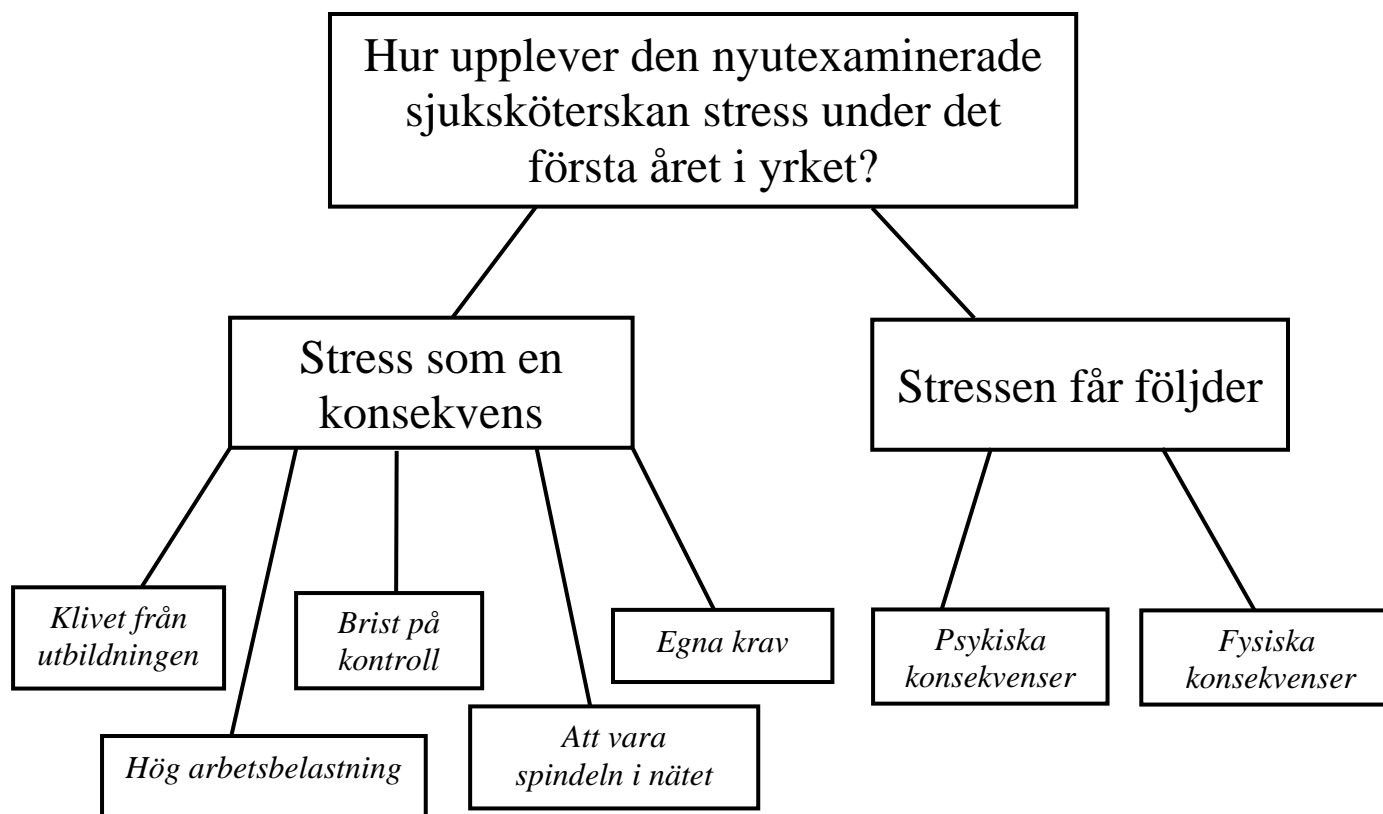 Hur upplever den nyutexaminerade
sjuksköterskan stress under det
första året i yrket?
Stress som en
konsekvens
Stressen får följder
Klivet från
utbildningen
Brist på
kontroll
Egna krav
Psykiska
konsekvenser
Fysiska
konsekvenser
Hög arbetsbelastning
Att vara
spindeln i nätet